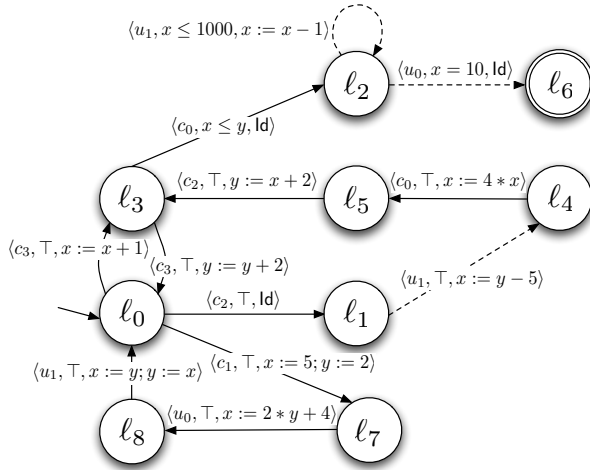 ⟨u₁, x ≤ 1000, x := x − 1⟩
ℓ₂
⟨u₀, x = 10, Id⟩
ℓ₆
⟨c₀, x ≤ y, Id⟩
ℓ₃
⟨c₂, ⊤, y := x + 2⟩
ℓ₅
⟨c₀, ⊤, x := 4 ∗ x⟩
ℓ₄
⟨c₃, ⊤, x := x + 1⟩
⟨c₃, ⊤, y := y + 2⟩
⟨u₁, ⊤, x := y − 5⟩
ℓ₀
⟨c₂, ⊤, Id⟩
ℓ₁
⟨u₁, ⊤, x := y; y := x⟩
⟨c₁, ⊤, x := 5; y := 2⟩
ℓ₈
⟨u₀, ⊤, x := 2 ∗ y + 4⟩
ℓ₇